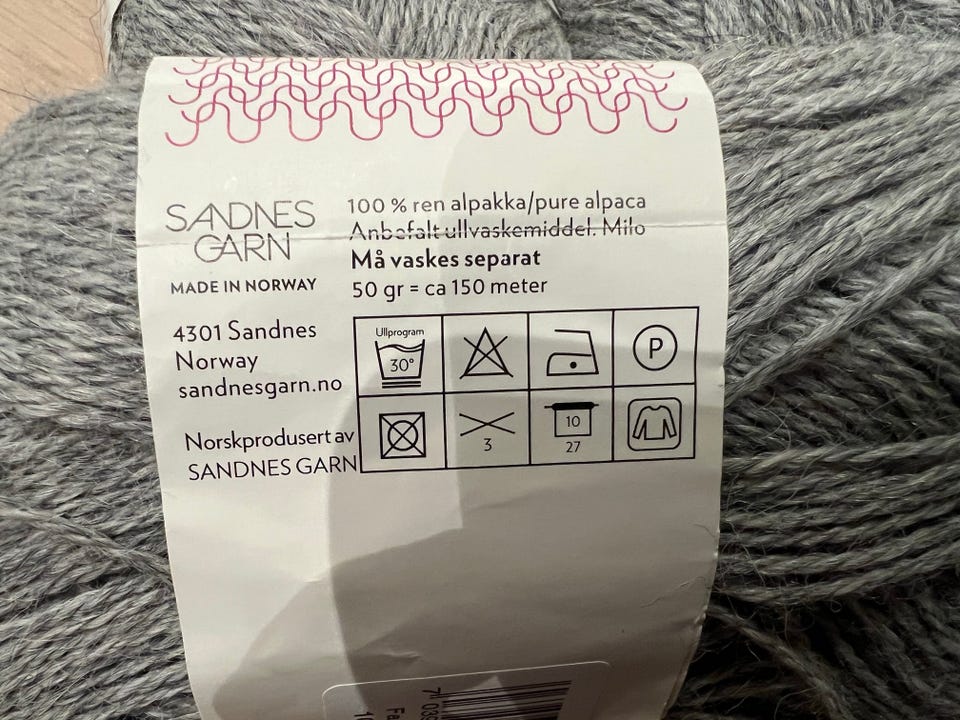 SANDNES
GARN
MADE IN NORWAY
4301 Sandnes
Norway
sandnesgarn.no
Norskprodusert av
SANDNES GARN
100 % ren alpakka/pure alpaca
Anbefalt ullvaskemiddel. Milo
Må vaskes separat
50 gr = ca 150 meter
Ullprogram
30°
P
3
10
27